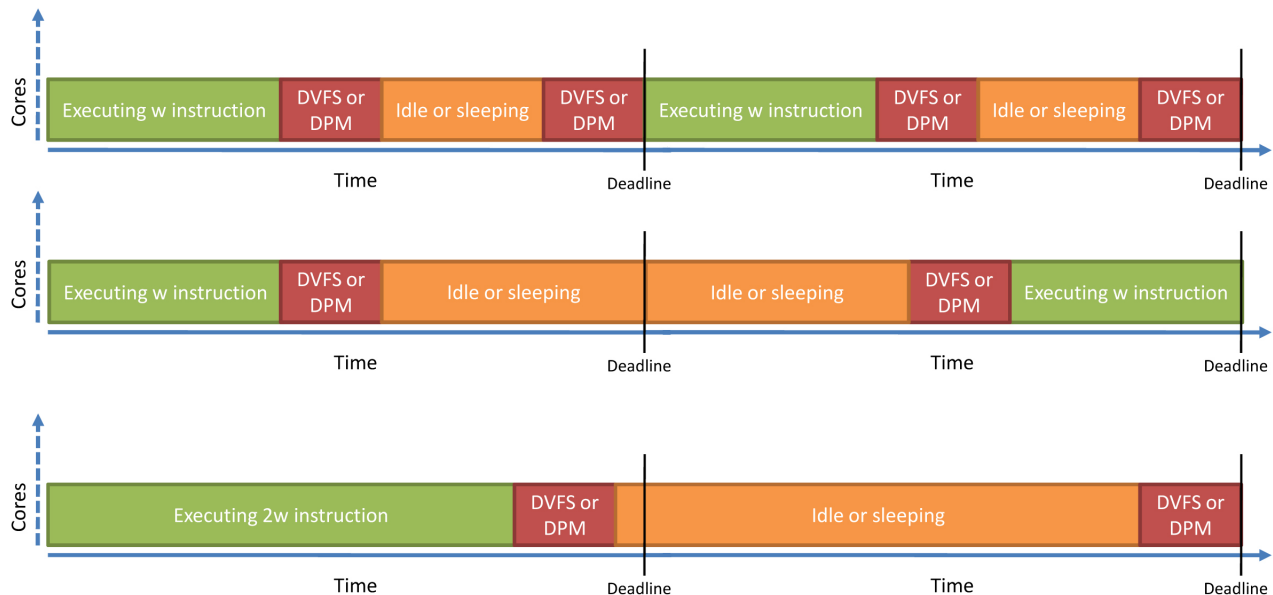 Cores
Executing w instruction
DVFS or
DPM
Idle or sleeping
DVFS or
DPM
Executing w instruction
DVFS or
DPM
Idle or sleeping
DVFS or
DPM
Time
Deadline
Time
Deadline
Cores
Executing w instruction
DVFS or
DPM
Idle or sleeping
Idle or sleeping
DVFS or
DPM
Executing w instruction
Time
Deadline
Time
Deadline
Cores
Executing 2w instruction
DVFS or
DPM
Idle or sleeping
DVFS or
DPM
Time
Deadline
Time
Deadline